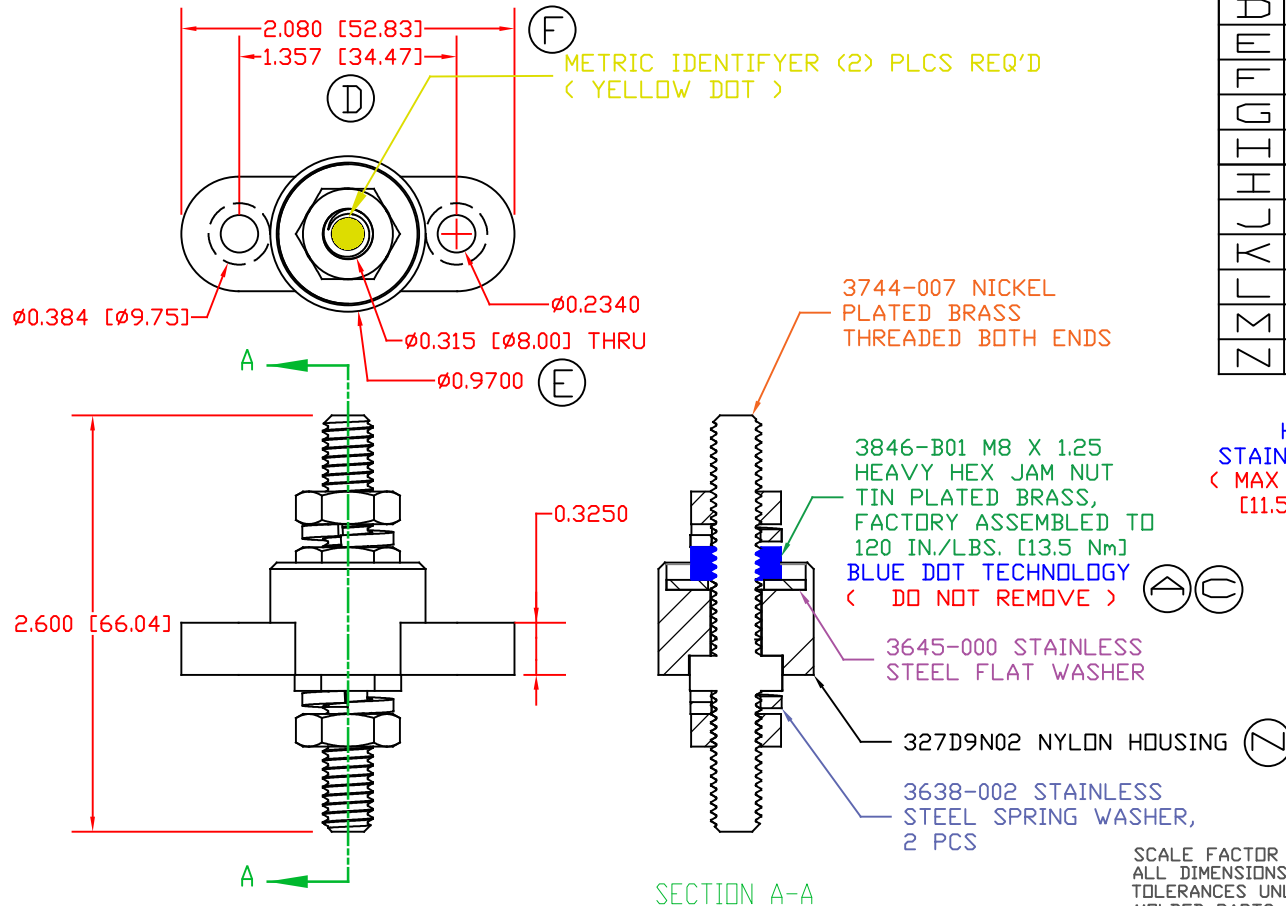 2.080 [52.83]
F
1.357 [34.47]
METRIC IDENTIFYER (2) PLCS REQ'D
( YELLOW DOT )
D
Ø0.384 [Ø9.75]
Ø0.2340
Ø0.315 [Ø8.00] THRU
Ø0.9700
E
A
2.600 [66.04]
0.3250
A
3744-007 NICKEL
PLATED BRASS
THREADED BOTH ENDS
3846-B01 M8 X 1.25
HEAVY HEX JAM NUT
TIN PLATED BRASS,
FACTORY ASSEMBLED TO
120 IN./LBS. [13.5 Nm]
BLUE DOT TECHNOLOGY
( DO NOT REMOVE )
A
C
3645-000 STAINLESS
STEEL FLAT WASHER
327D9N02 NYLON HOUSING
N
3638-002 STAINLESS
STEEL SPRING WASHER,
2 PCS
SECTION A-A
D
E
F
G
H
I
J
K
L
M
N
STAIN
( MAX
[11.5
SCALE FACTOR
ALL DIMENSIONS
TOLERANCES UNL